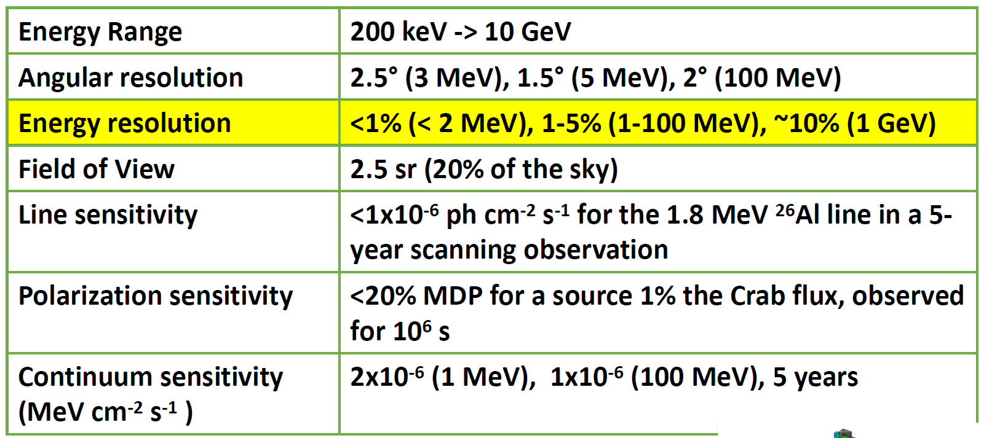 Energy Range
200 keV -> 10 GeV
Angular resolution
2.5° (3 MeV), 1.5° (5 MeV), 2° (100 MeV)
Energy resolution
<1% (< 2 MeV), 1-5% (1-100 MeV), ~10% (1 GeV)
Field of View
2.5 sr (20% of the sky)
Line sensitivity
<1x10⁻⁶ ph cm⁻² s⁻¹ for the 1.8 MeV ²⁶Al line in a 5-
year scanning observation
Polarization sensitivity
<20% MDP for a source 1% the Crab flux, observed
for 10⁶ s
Continuum sensitivity
(MeV cm⁻² s⁻¹ )
2x10⁻⁶ (1 MeV),  1x10⁻⁶ (100 MeV), 5 years